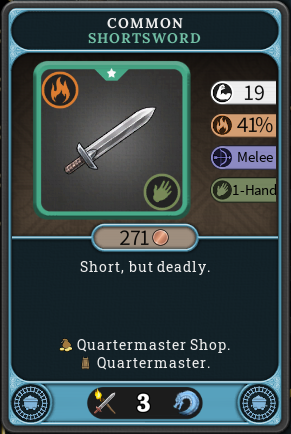 COMMON
SHORTSWORD
19
41%
Melee
1-Hand
271
Short, but deadly.
Quartermaster Shop.
Quartermaster.
3